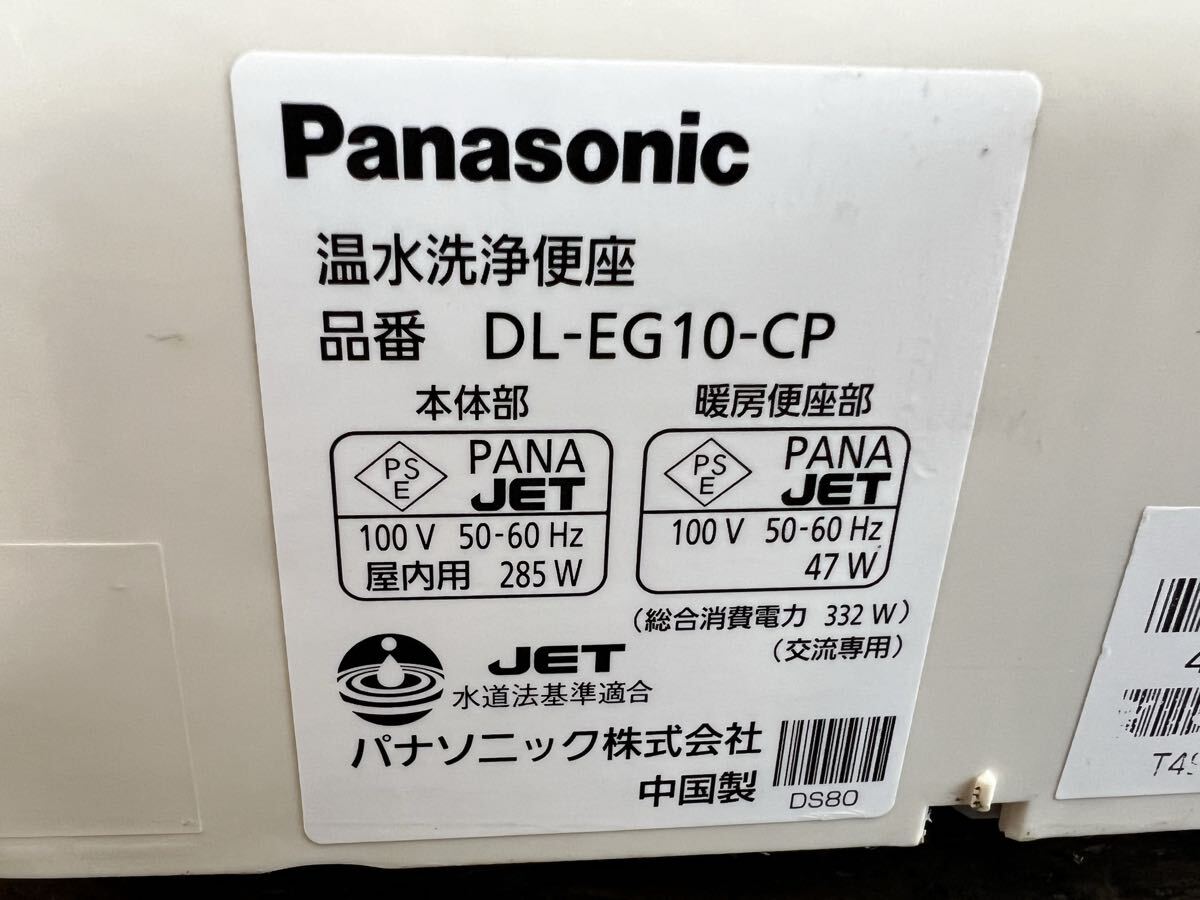 Panasonic
温水洗浄便座
品番 DL-EG10-CP
本体部
PSE PANA JET
100 V 50-60 Hz
屋内用 285 W
暖房便座部
PSE PANA JET
100 V 50-60 Hz
47 W
(総合消費電力 332 W)
(交流専用)
JET
水道法基準適合
パナソニック株式会社
中国製
DS80